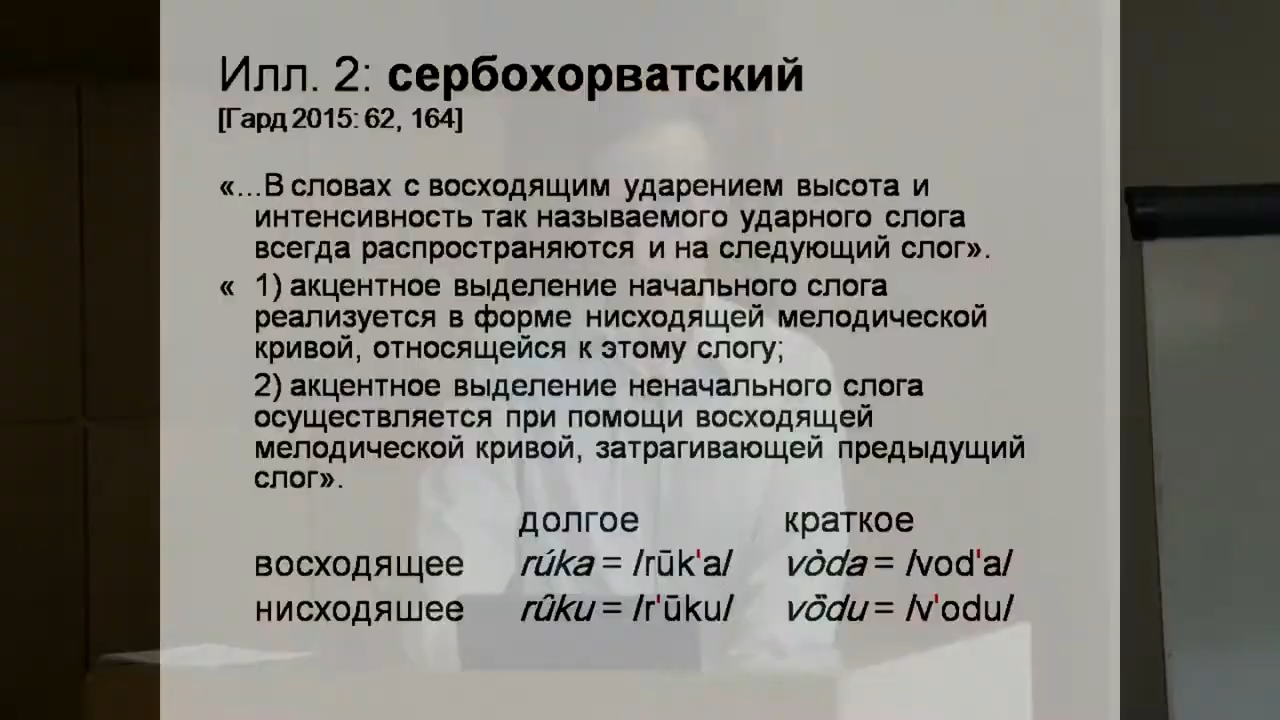 Илл. 2: сербохорватский
[Гард 2015: 62, 164]
«...В словах с восходящим ударением высота и
интенсивность так называемого ударного слога
всегда распространяются и на следующий слог».
« 1) акцентное выделение начального слога
реализуется в форме нисходящей мелодической
кривой, относящейся к этому слогу;
2) акцентное выделение неначального слога
осуществляется при помощи восходящей
мелодической кривой, затрагивающей предыдущий
слог».
долгое краткое
восходящее rúka = /rūk'a/ vòda = /vod'a/
нисходяшее rȗku = /r'ūku/ vȍdu = /v'odu/